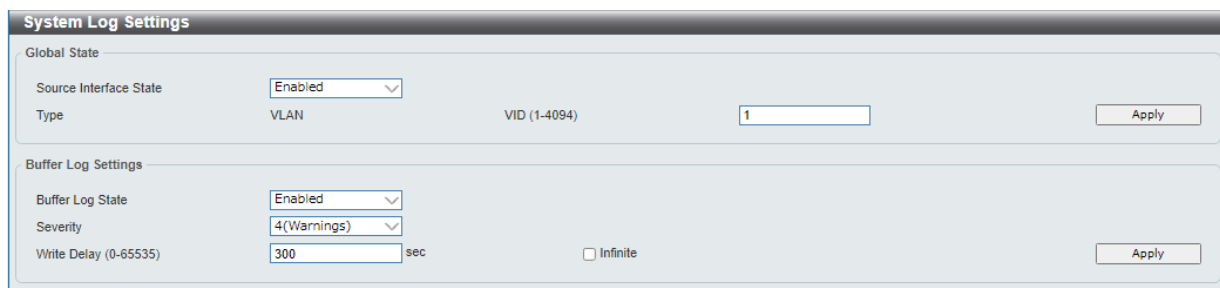 System Log Settings
Global State
Source Interface State Enabled
Type VLAN VID (1-4094) 1 Apply
Buffer Log Settings
Buffer Log State Enabled
Severity 4(Warnings)
Write Delay (0-65535) 300 sec Infinite Apply